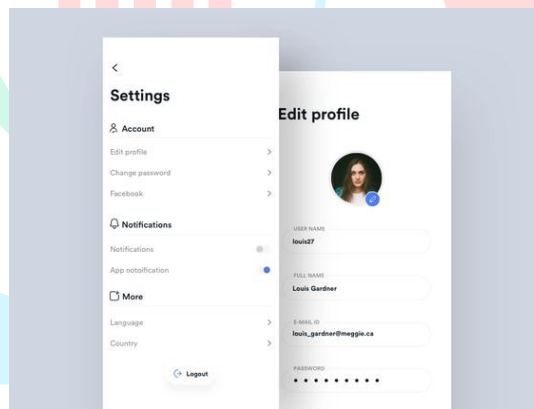 Settings
Account
Edit profile
Change password
Facebook
Notifications
Notifications
App notoification
More
Language
Country
Logout
Edit profile
USER NAME
louis27
FULL NAME
Louis Gardner
E-MAIL ID
louis_gardner@meggie.ca
PASSWORD